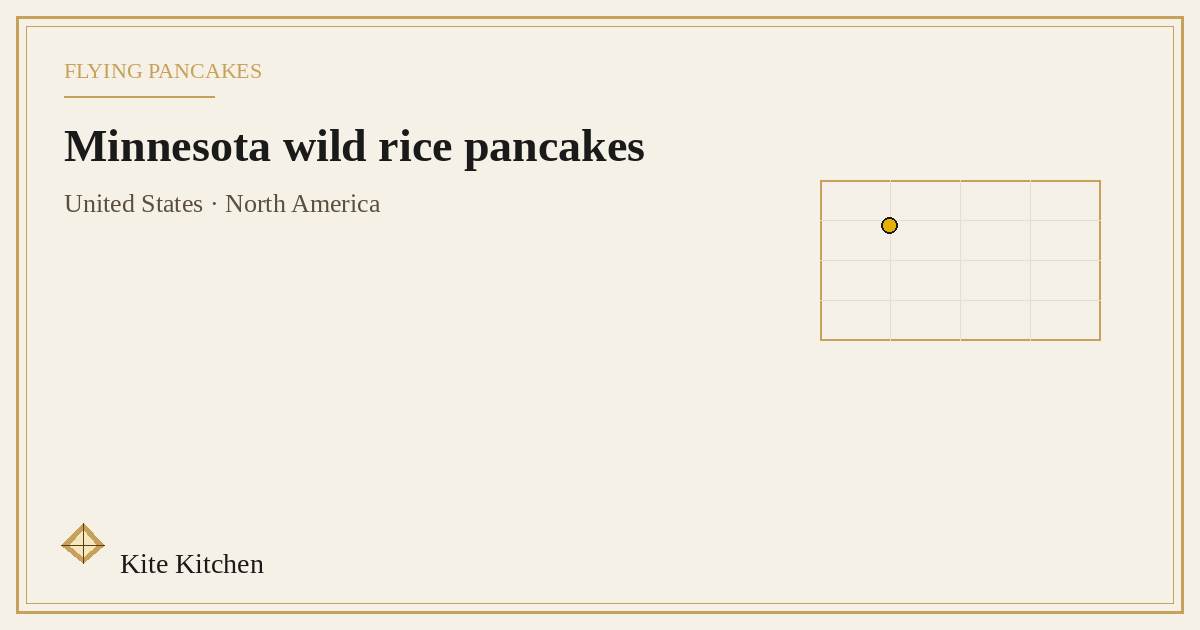 FLYING PANCAKES
Minnesota wild rice pancakes
United States · North America
Kite Kitchen